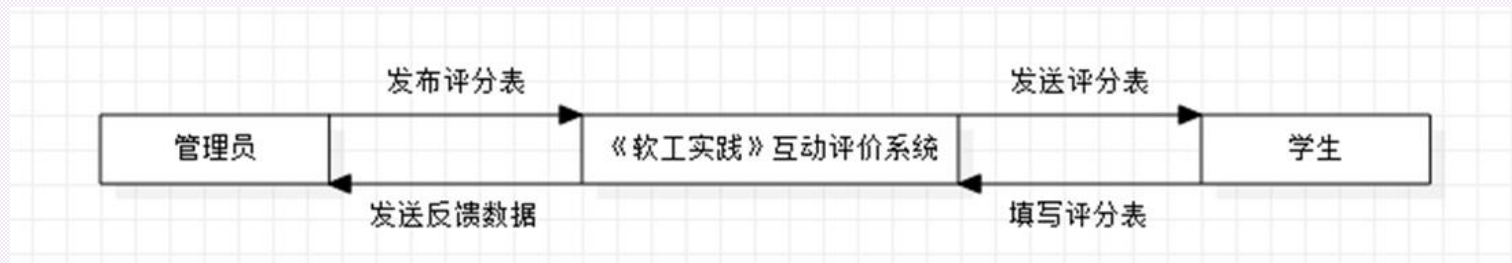 发布评分表
发送评分表
管理员
《软工实践》互动评价系统
学生
发送反馈数据
填写评分表